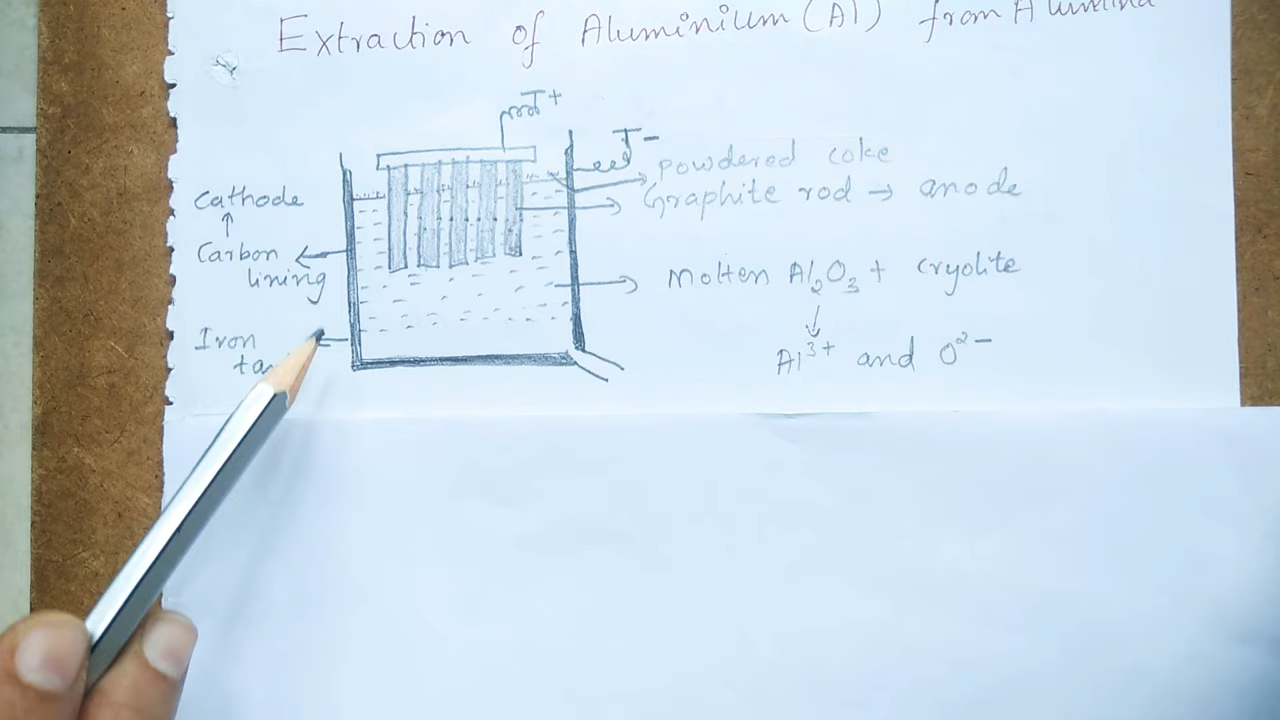 Extraction of Aluminium (Al) from Alumina
+
-
Powdered coke
Graphite rod → anode
Cathode
↑
Carbon
lining
Molten Al₂O₃ + cryolite
↓
Al³⁺ and O²⁻
Iron